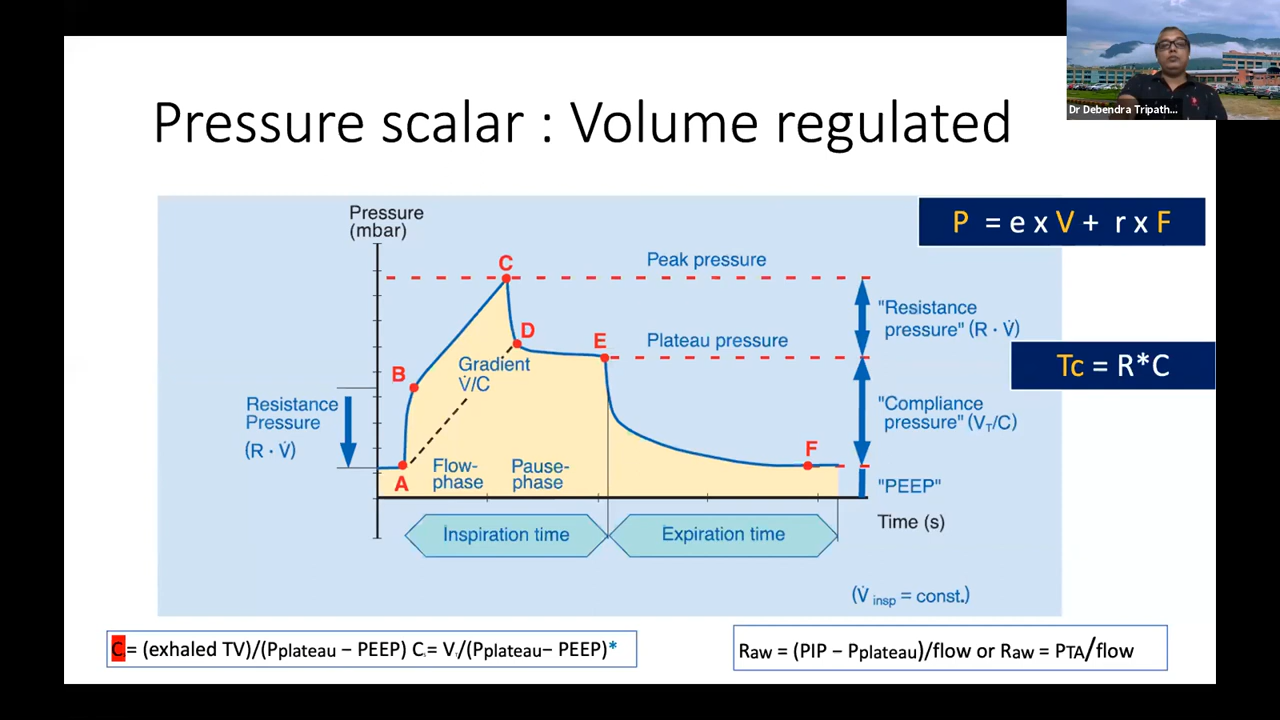 Dr Debendra Tripath...
Pressure scalar : Volume regulated
P = e x V + r x F
Pressure
(mbar)
C
Peak pressure
"Resistance
pressure" (R · V̇)
D
E
Plateau pressure
Tc = R*C
Gradient
V̇/C
B
Resistance
Pressure
(R · V̇)
"Compliance
pressure" (VT/C)
F
A
Flow-
phase
Pause-
phase
"PEEP"
Time (s)
Inspiration time
Expiration time
(V̇ insp = const.)
C = (exhaled TV)/(Pplateau – PEEP) C = V /(Pplateau– PEEP)*
Raw = (PIP – Pplateau)/flow or Raw = PTA/flow